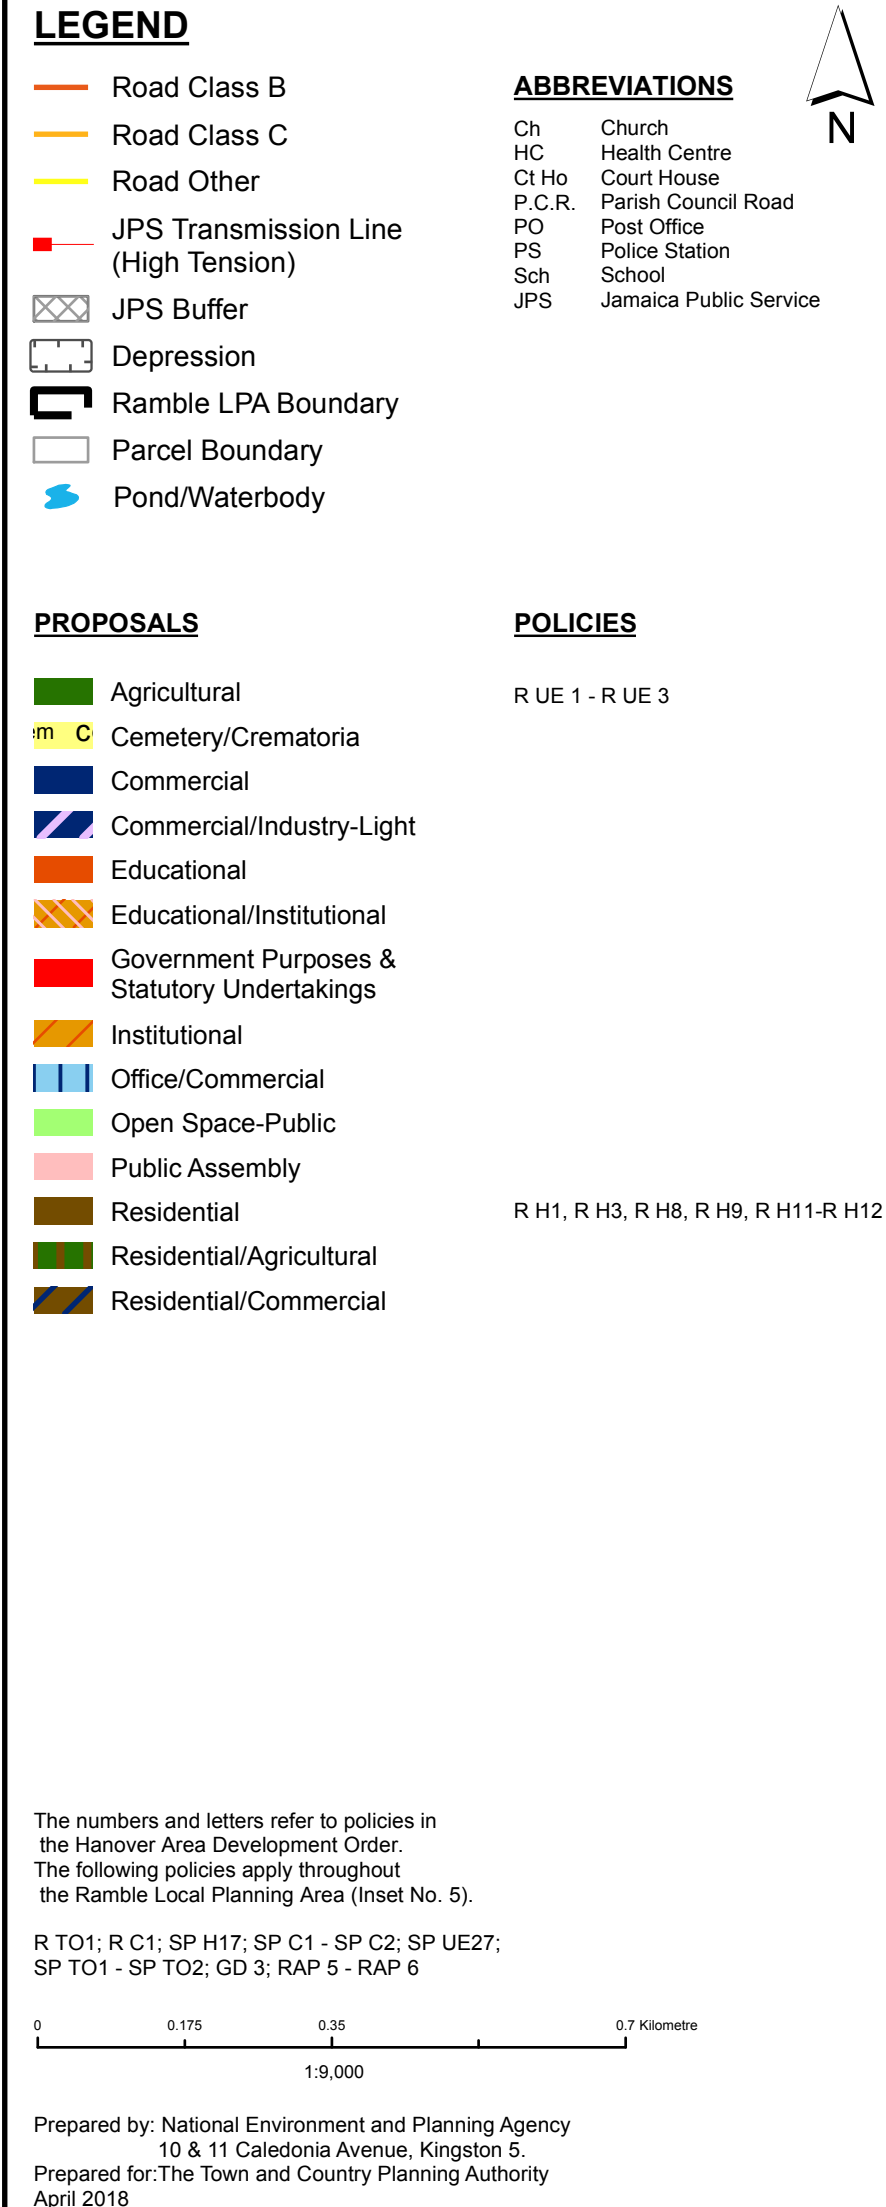 LEGEND
Road Class B
Road Class C
Road Other
JPS Transmission Line
(High Tension)
JPS Buffer
Depression
Ramble LPA Boundary
Parcel Boundary
Pond/Waterbody
ABBREVIATIONS
Ch Church
HC Health Centre
Ct Ho Court House
P.C.R. Parish Council Road
PO Post Office
PS Police Station
Sch School
JPS Jamaica Public Service
N
PROPOSALS
POLICIES
Agricultural
R UE 1 - R UE 3
em C Cemetery/Crematoria
Commercial
Commercial/Industry-Light
Educational
Educational/Institutional
Government Purposes &
Statutory Undertakings
Institutional
Office/Commercial
Open Space-Public
Public Assembly
Residential
R H1, R H3, R H8, R H9, R H11-R H12
Residential/Agricultural
Residential/Commercial
The numbers and letters refer to policies in
the Hanover Area Development Order.
The following policies apply throughout
the Ramble Local Planning Area (Inset No. 5).
R TO1; R C1; SP H17; SP C1 - SP C2; SP UE27;
SP TO1 - SP TO2; GD 3; RAP 5 - RAP 6
0 0.175 0.35 0.7 Kilometre
1:9,000
Prepared by: National Environment and Planning Agency
10 & 11 Caledonia Avenue, Kingston 5.
Prepared for:The Town and Country Planning Authority
April 2018